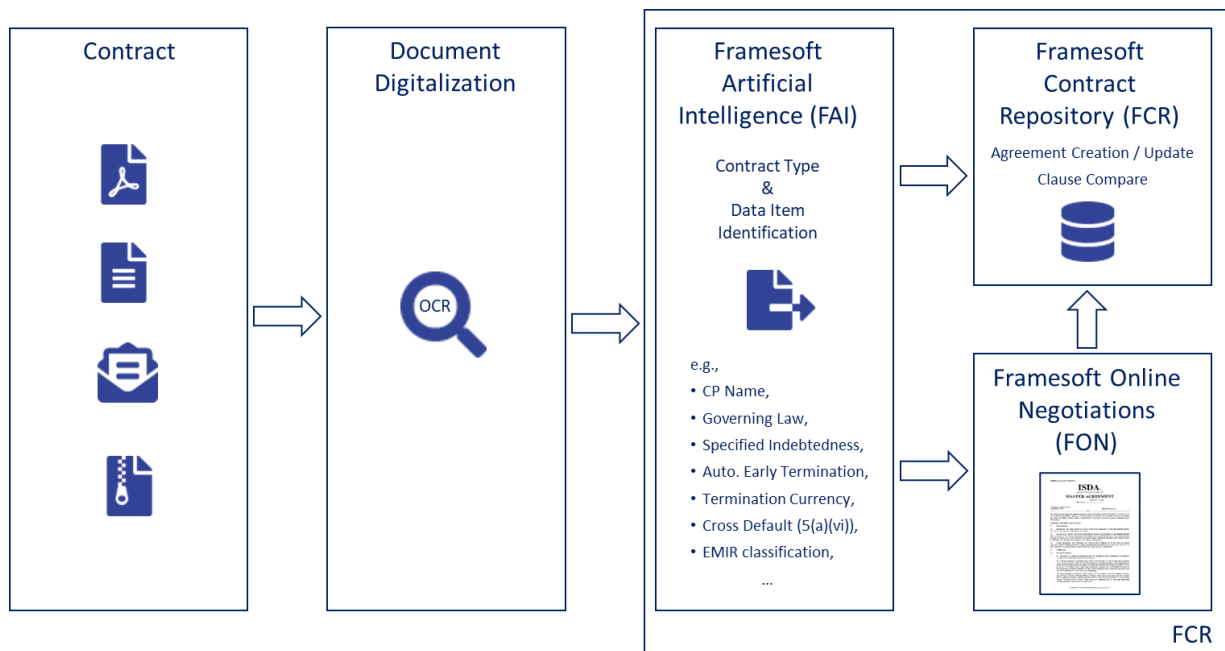 Contract
Document
Digitalization
OCR
Framesoft
Artificial
Intelligence (FAI)
Contract Type
&
Data Item
Identification
e.g.,
• CP Name,
• Governing Law,
• Specified Indebtedness,
• Auto. Early Termination,
• Termination Currency,
• Cross Default (5(a)(vi)),
• EMIR classification,
...
Framesoft
Contract
Repository (FCR)
Agreement Creation / Update
Clause Compare
Framesoft Online
Negotiations
(FON)
ISDA.
MASTER AGREEMENT
FCR